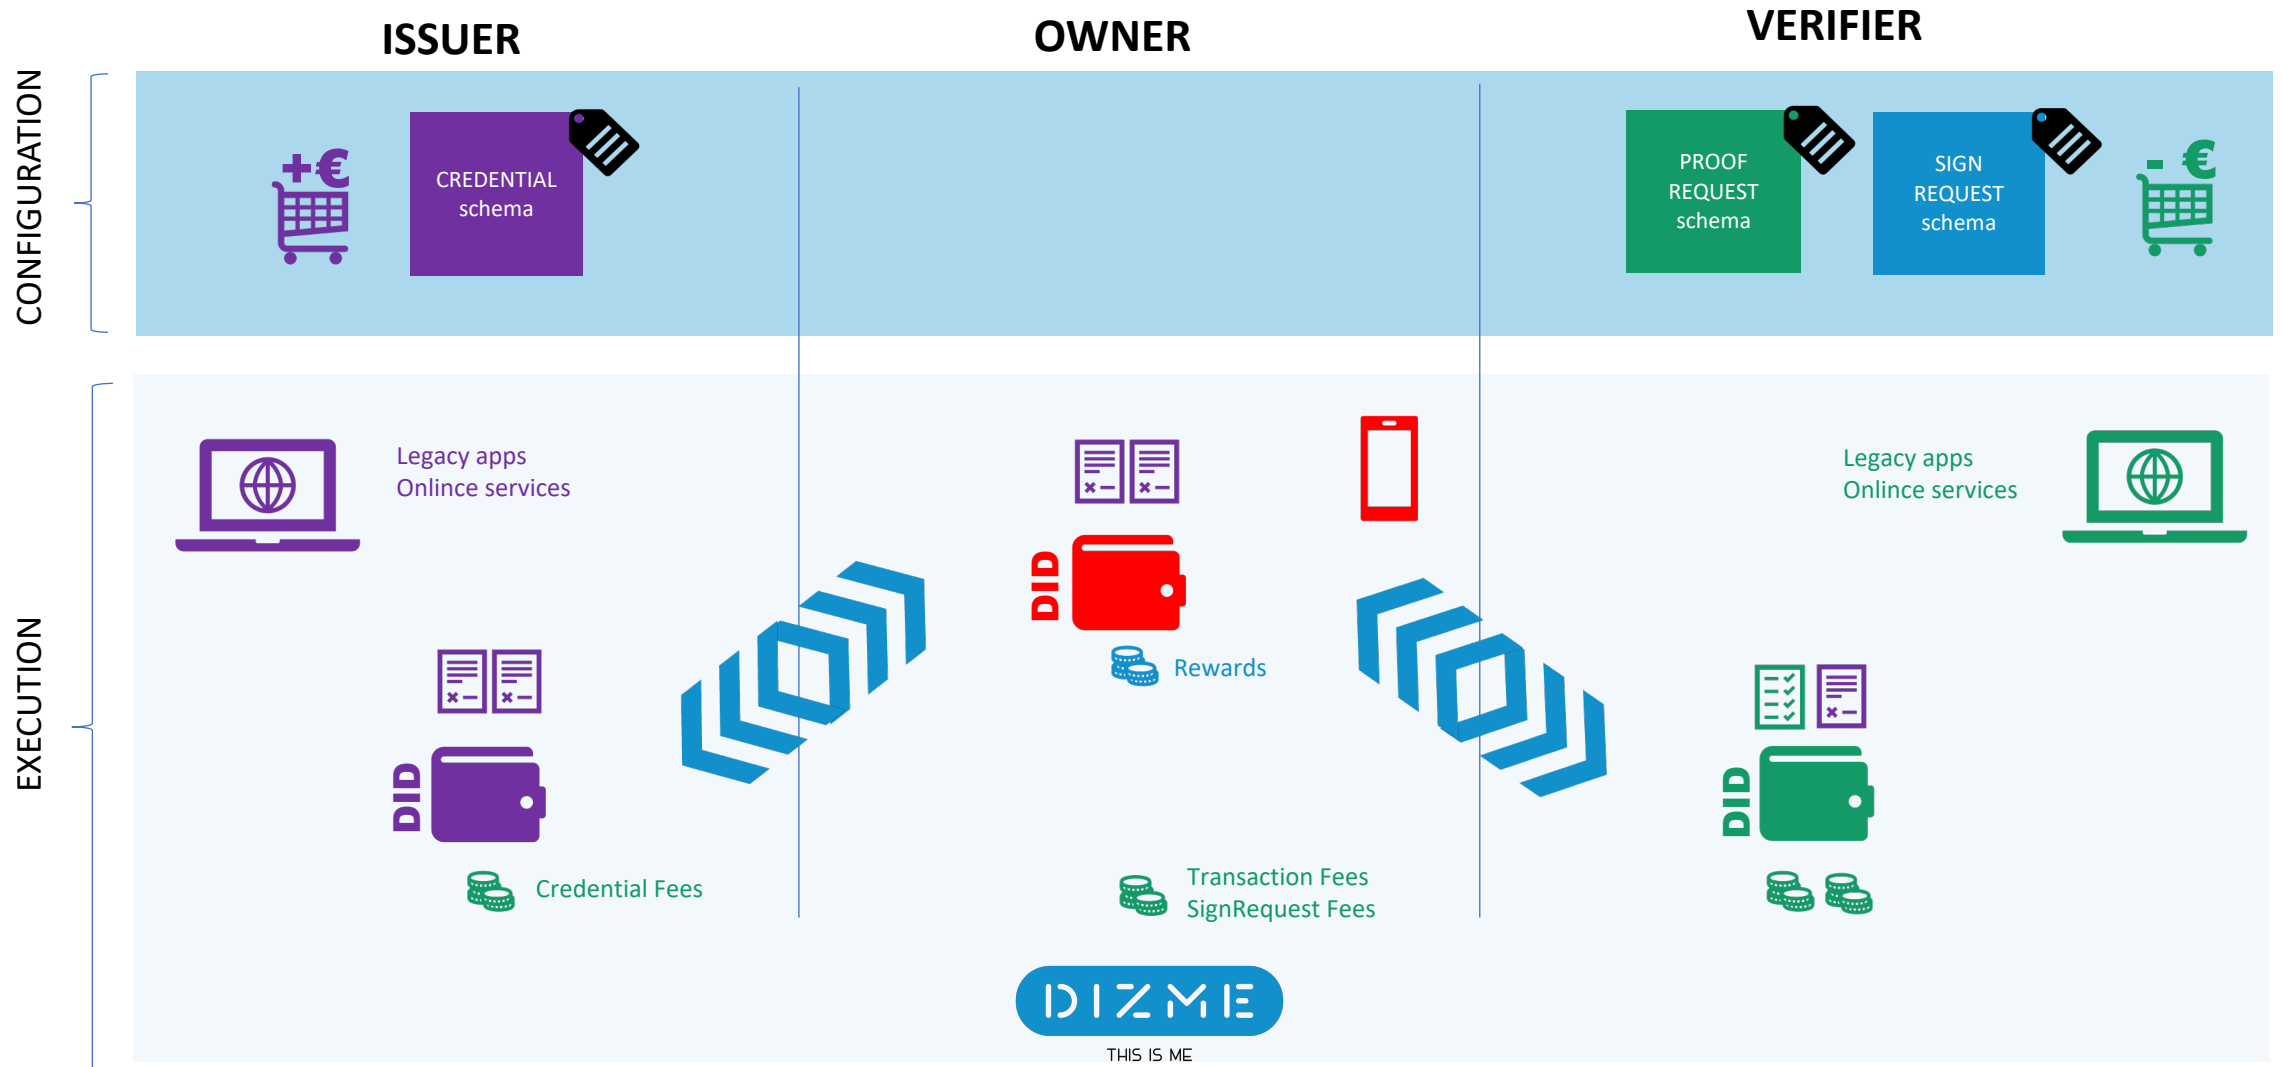 ISSUER
OWNER
VERIFIER
CONFIGURATION
+€
CREDENTIAL
schema
PROOF
REQUEST
schema
SIGN
REQUEST
schema
- €
EXECUTION
Legacy apps
Onlince services
Legacy apps
Onlince services
DID
Rewards
DID
DID
Credential Fees
Transaction Fees
SignRequest Fees
DIZME
THIS IS ME